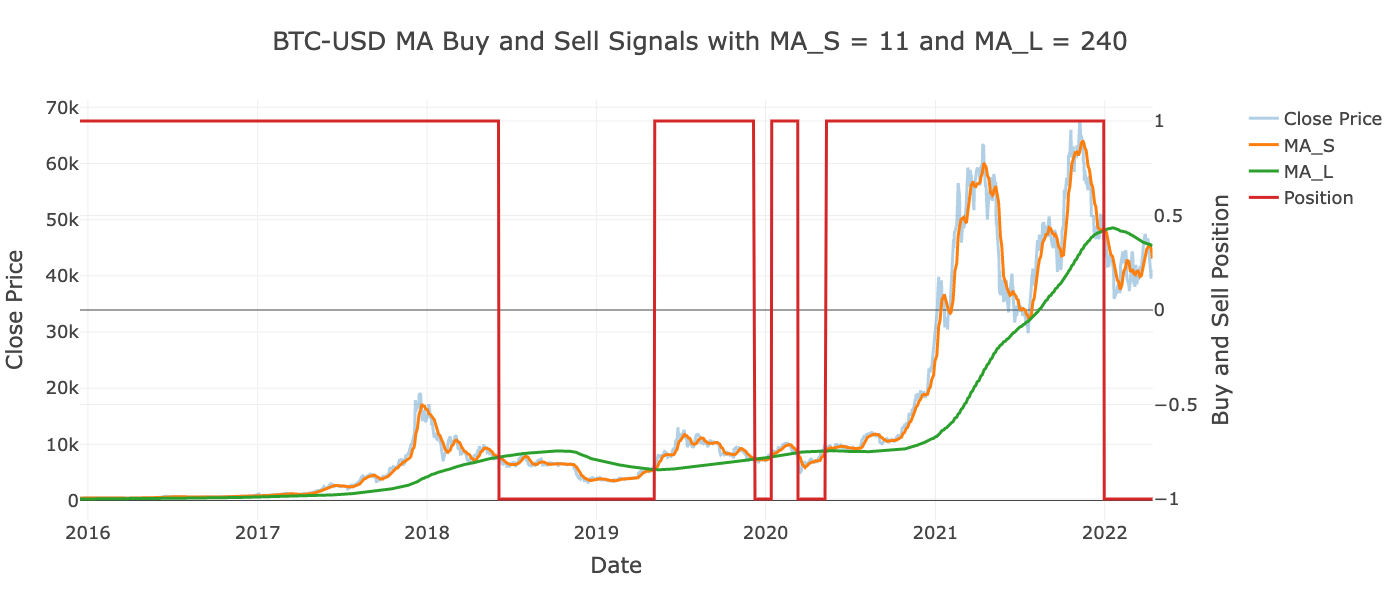 BTC-USD MA Buy and Sell Signals with MA_S = 11 and MA_L = 240
70k
60k
50k
40k
30k
20k
10k
0
Close Price
1
0.5
0
−0.5
−1
Buy and Sell Position
Close Price
MA_S
MA_L
Position
2016 2017 2018 2019 2020 2021 2022
Date